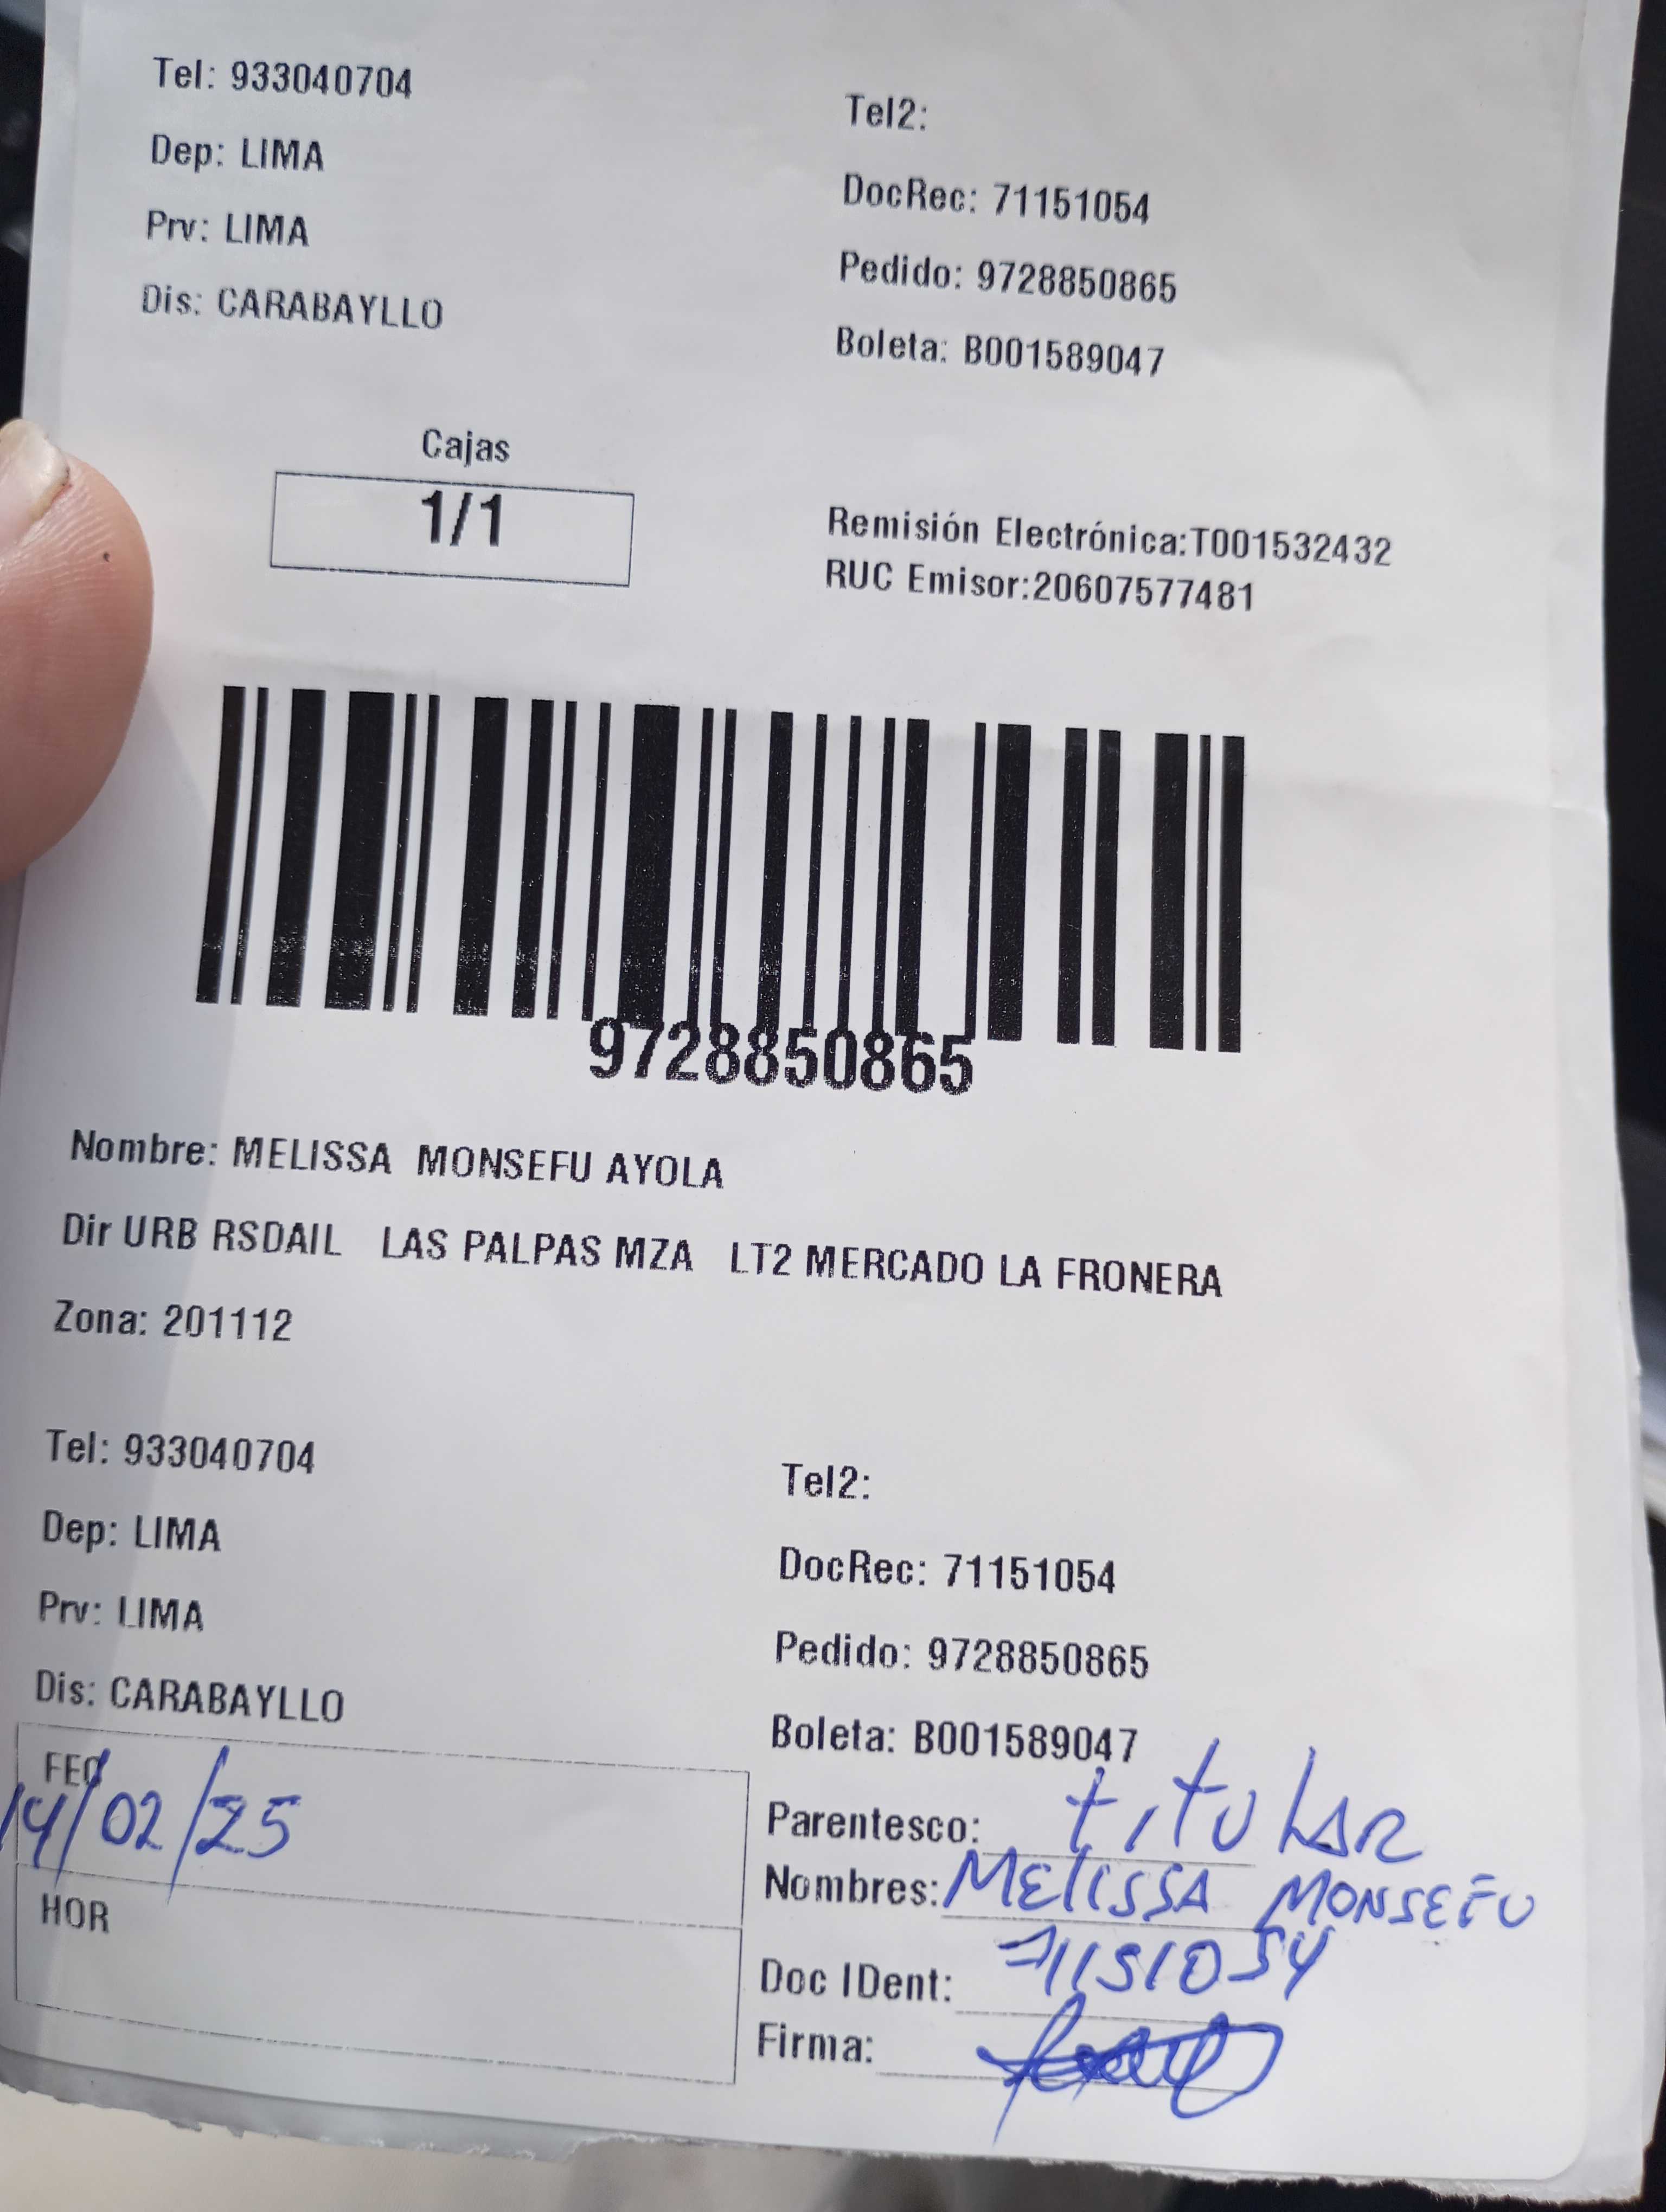 Tel: 933040704
Tel2:
Dep: LIMA
DocRec: 71151054
Prv: LIMA
Pedido: 9728850865
Dis: CARABAYLLO
Boleta: B001589047
Cajas
1/1
Remisión Electrónica:T001532432
RUC Emisor:20607577481
9728850865
Nombre: MELISSA MONSEFU AYOLA
Dir URB RSDAIL LAS PALPAS MZA LT2 MERCADO LA FRONERA
Zona: 201112
Tel: 933040704
Tel2:
Dep: LIMA
DocRec: 71151054
Prv: LIMA
Pedido: 9728850865
Dis: CARABAYLLO
Boleta: B001589047
FEC
14/02/25
HOR
Parentesco: titular
Nombres: MELISSA MONSEFU
Doc IDent: 71151054
Firma: